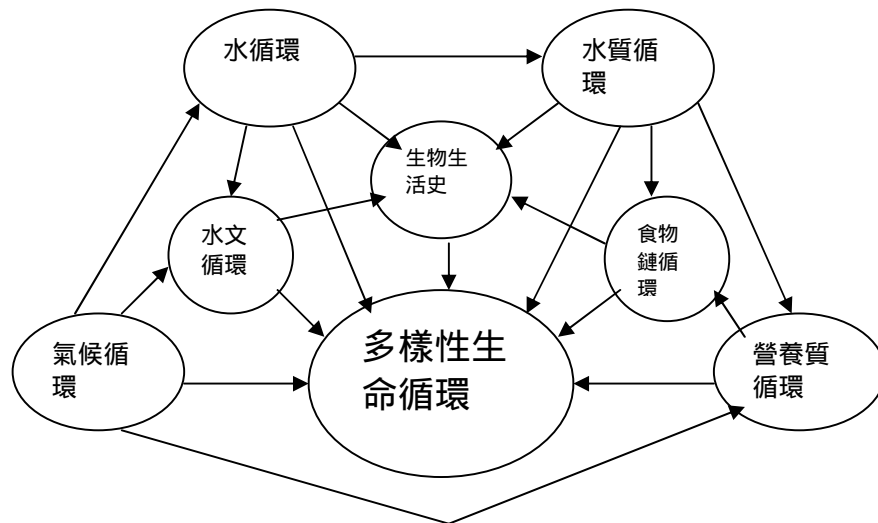 水循環
水質循
環
生物生
活史
水文
循環
食物
鏈循
環
氣候循
環
多樣性生
命循環
營養質
循環